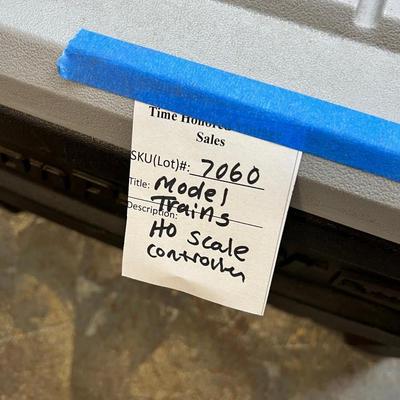 Time Honored
Sales
SKU(Lot)#: 7060
Title: Model
Trains
Description:
HO Scale
Controller